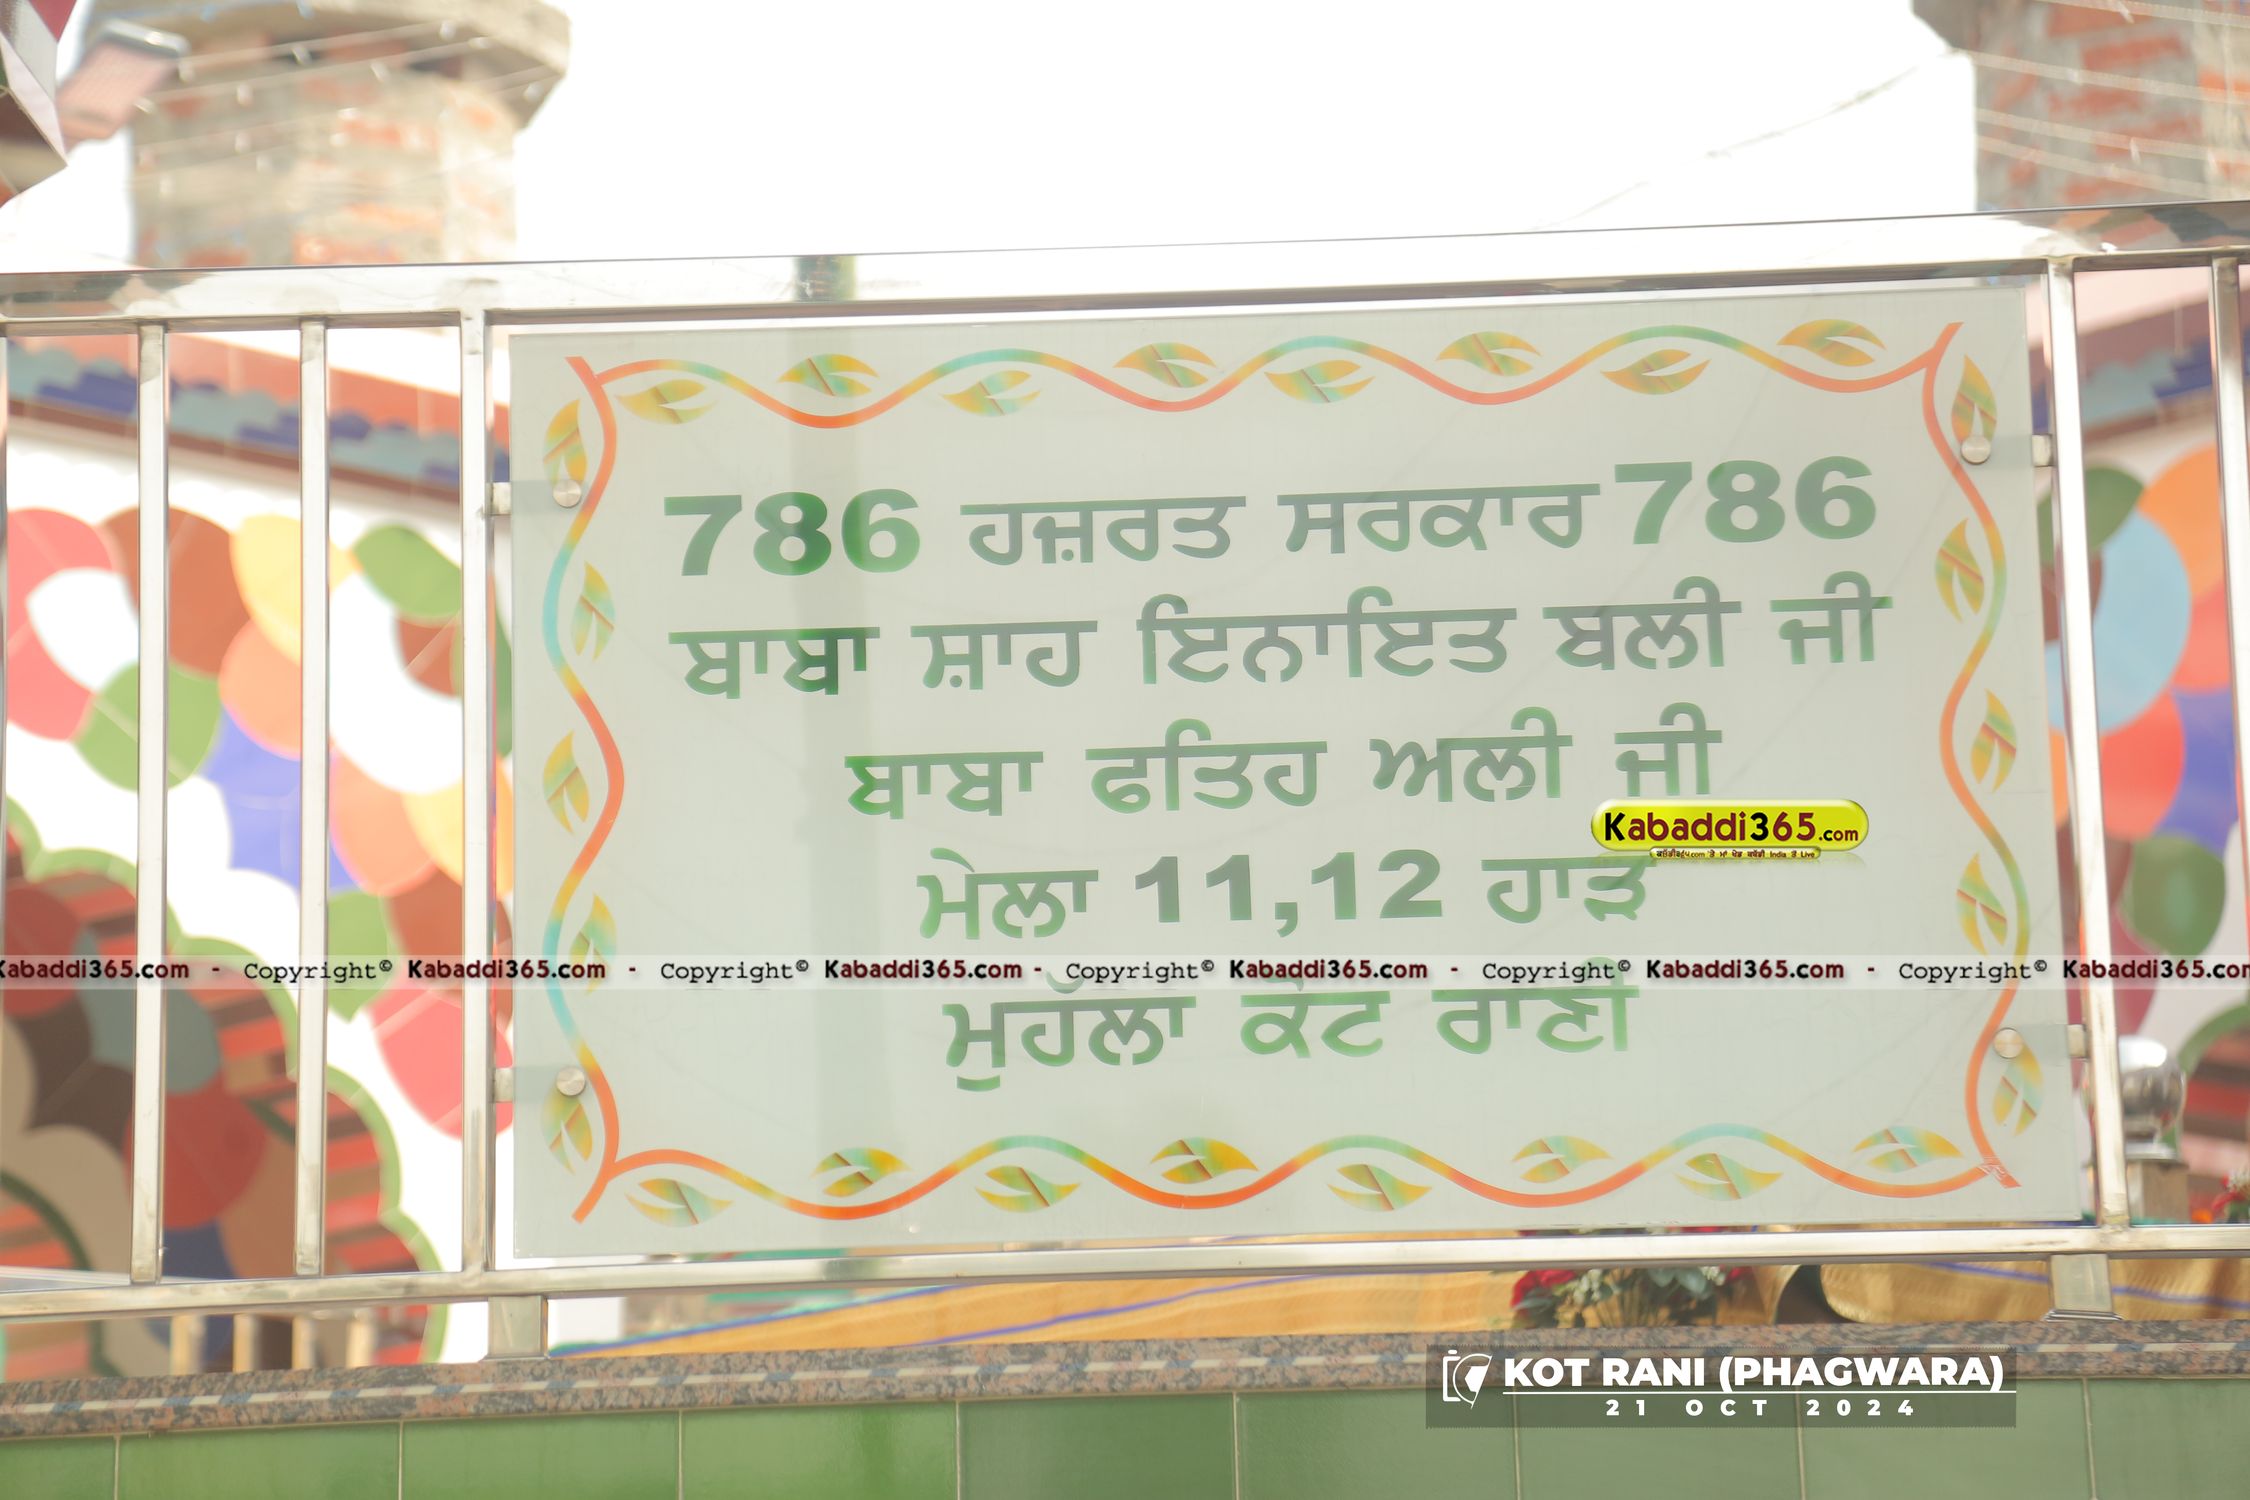 786 ਹਜ਼ਰਤ ਸਰਕਾਰ 786
ਬਾਬਾ ਸ਼ਾਹ ਇਨਾਇਤ ਬਲੀ ਜੀ
ਬਾਬਾ ਫਤਿਹ ਅਲੀ ਜੀ
Kabaddi365.com
ਮੇਲਾ 11,12 ਹਾੜ
Kabaddi365.com - Copyright© Kabaddi365.com - Copyright© Kabaddi365.com - Copyright© Kabaddi365.com - Copyright© Kabaddi365.com - Copyright© Kabaddi365.com
ਮੁਹੱਲਾ ਕੋਟ ਰਾਣੀ
KOT RANI (PHAGWARA)
21 OCT 2024